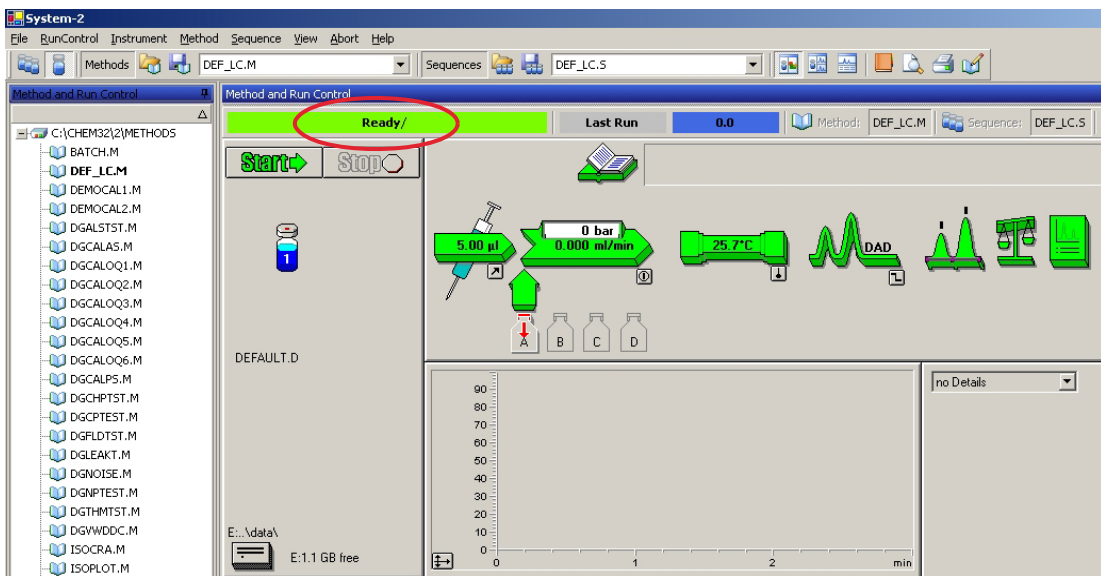 System-2
File RunControl Instrument Method Sequence View Abort Help
Methods DEF_LC.M Sequences DEF_LC.S
Method and Run Control
C:\CHEM32\2\METHODS
BATCH.M
DEF_LC.M
DEMOCAL1.M
DEMOCAL2.M
DGALSTST.M
DGCALAS.M
DGCALOQ1.M
DGCALOQ2.M
DGCALOQ3.M
DGCALOQ4.M
DGCALOQ5.M
DGCALOQ6.M
DGCALPS.M
DGCHPTST.M
DGCPTEST.M
DGFLDTST.M
DGLEAKT.M
DGNOISE.M
DGNPTEST.M
DGTHMTST.M
DGVWDDC.M
ISOCRA.M
ISOPLOT.M
Method and Run Control
Ready/ Last Run 0.0 Method: DEF_LC.M Sequence: DEF_LC.S
Start Stop
1
DEFAULT.D
E:..\data\
E:1.1 GB free
5.00 µl
0 bar
0.000 ml/min
25.7°C
DAD
A B C D
90
80
70
60
50
40
30
20
10
0
0 1 2 min
no Details